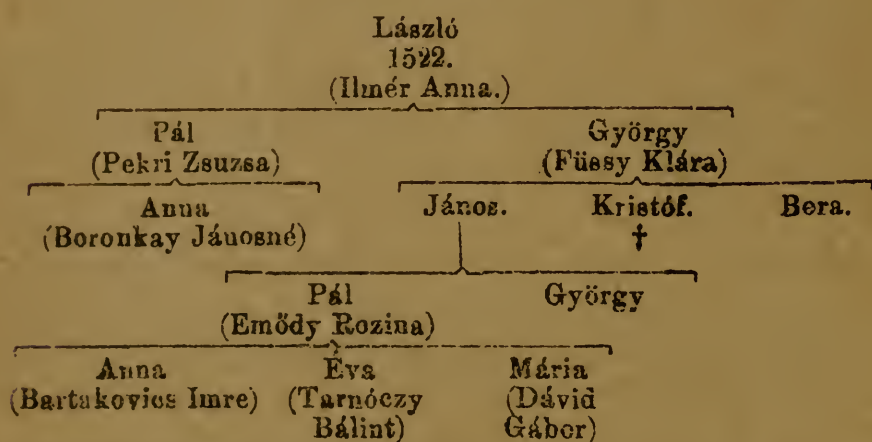 László
1522.
(Ilmér Anna.)
Pál György
(Pekri Zsuzsa) (Füssy Klára)
Anna János. Kristóf. Bora.
(Boronkay Jánosné) †
Pál György
(Emődy Rozina)
Anna Éva Mária
(Bartakovics Imre) (Tarnóczy (Dávid
Bálint) Gábor)